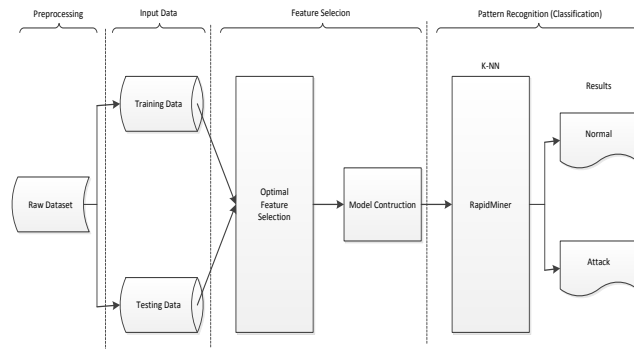 Preprocessing
Input Data
Feature Selecion
Pattern Recognition (Classification)
K-NN
Results
Training Data
Normal
Raw Dataset
Optimal
Feature
Selection
Model Contruction
RapidMiner
Testing Data
Attack